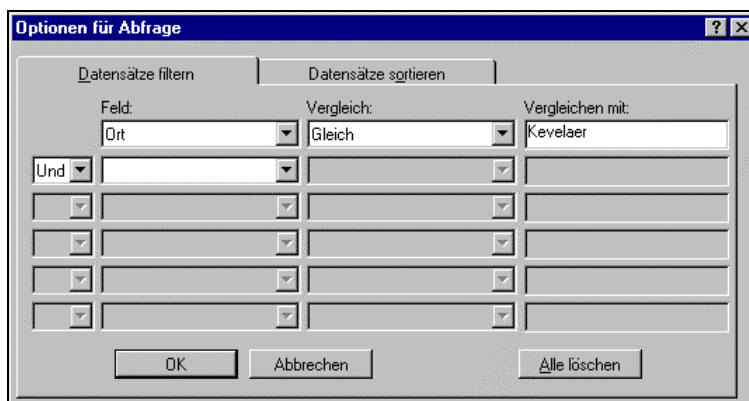 Optionen für Abfrage
Datensätze filtern Datensätze sortieren
Feld: Vergleich: Vergleichen mit:
Ort Gleich Kevelaer
Und
OK Abbrechen Alle löschen